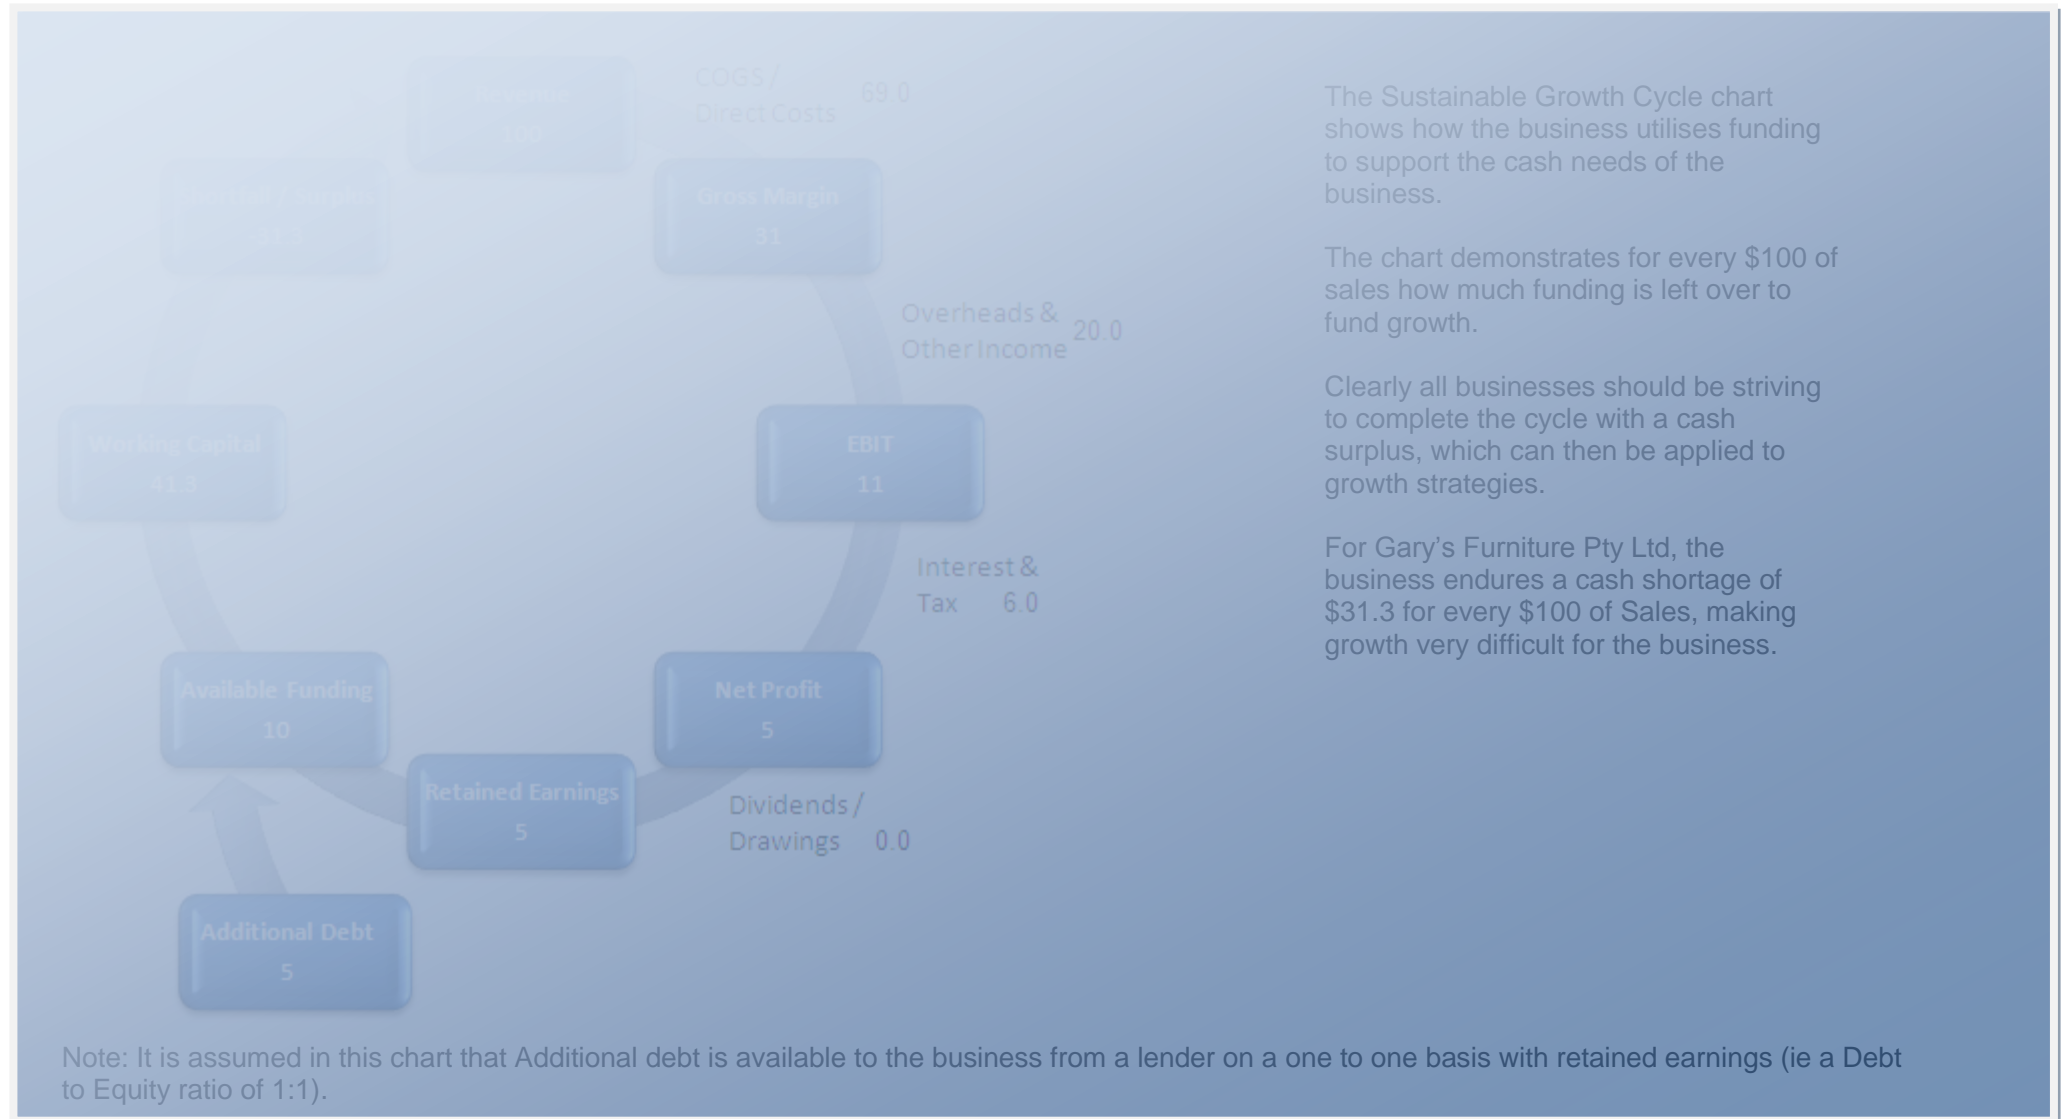 Revenue
100
COGS /
Direct Costs 69.0
Gross Margin
31
Overheads &
Other Income 20.0
EBIT
11
Interest &
Tax 6.0
Net Profit
5
Dividends /
Drawings 0.0
Retained Earnings
5
Additional Debt
5
Available Funding
10
Working Capital
41.3
/ Surplus
-31.3
The Sustainable Growth Cycle chart
shows how the business utilises funding
to support the cash needs of the
business.
The chart demonstrates for every $100 of
sales how much funding is left over to
fund growth.
Clearly all businesses should be striving
to complete the cycle with a cash
surplus, which can then be applied to
growth strategies.
For Gary’s Furniture Pty Ltd, the
business endures a cash shortage of
$31.3 for every $100 of Sales, making
growth very difficult for the business.
Note: It is assumed in this chart that Additional debt is available to the business from a lender on a one to one basis with retained earnings (ie a Debt
to Equity ratio of 1:1).